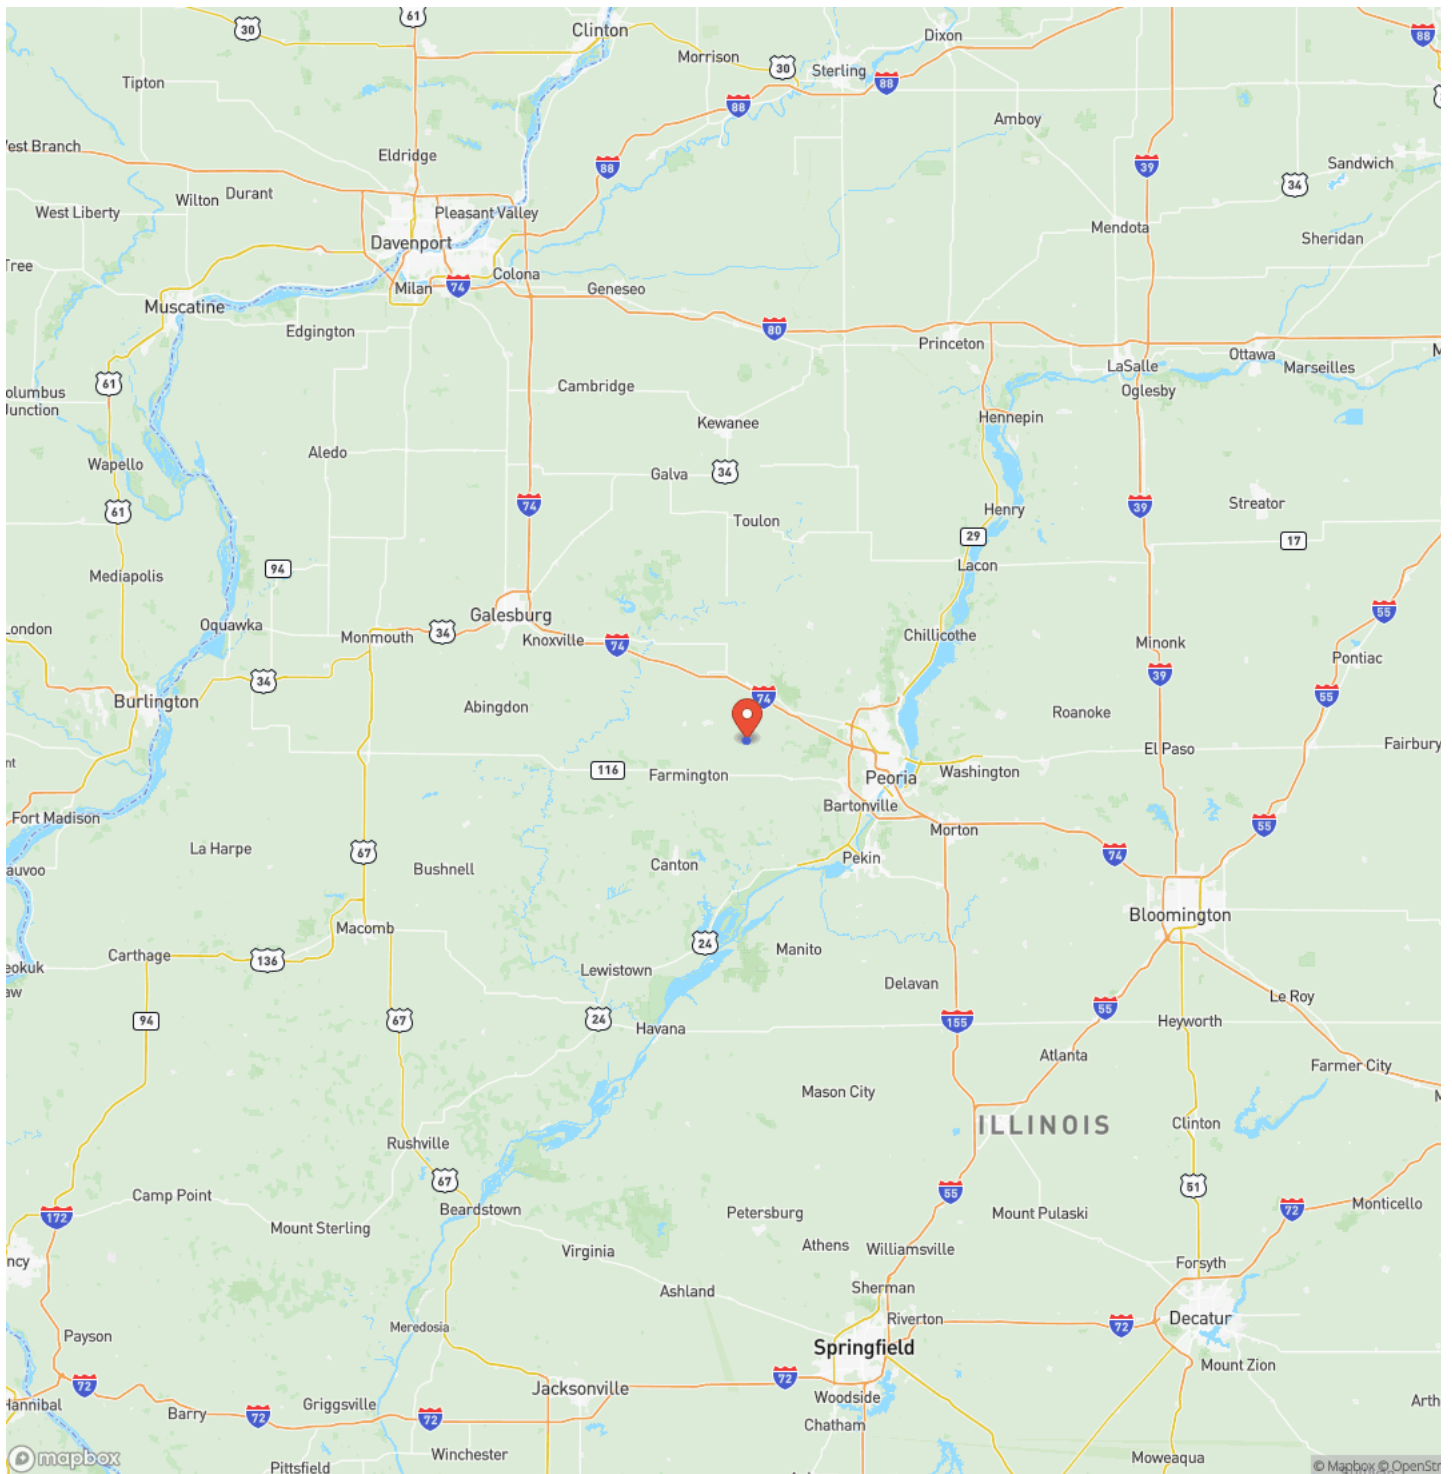 61
30
Clinton
Dixon
Morrison
30
Sterling
88
88
Tipton
88
Amboy
est Branch
Eldridge
88
39
Sandwich
34
Wilton
Durant
West Liberty
Pleasant Valley
Mendota
Davenport
Sheridan
Tree
Colona
Milan
74
Geneseo
Muscatine
Edgington
80
Princeton
Ottawa
LaSalle
Marseilles
M
61
Cambridge
Oglesby
olumbus
Junction
Kewanee
Hennepin
Aledo
Wapello
Galva
34
74
39
Streator
61
Toulon
Henry
29
17
94
Lacon
Mediapolis
55
Galesburg
Oquawka
London
Monmouth
34
Knoxville
74
Chillicothe
Minonk
Pontiac
34
39
Burlington
74
55
Abingdon
Roanoke
El Paso
Fairbury
nt
116
Farmington
Peoria
Washington
Bartonville
Fort Madison
Morton
55
La Harpe
67
74
Bushnell
Canton
Pekin
auvoo
Bloomington
Macomb
24
Manito
Carthage
136
eokuk
Lewistown
Delavan
aw
Le Roy
94
67
24
155
55
Heyworth
Havana
Atlanta
Farmer City
Mason City
M
ILLINOIS
Clinton
Rushville
67
55
51
Camp Point
Monticello
172
Beardstown
Petersburg
Mount Pulaski
72
Mount Sterling
Virginia
Athens
Williamsville
ncy
Forsyth
Ashland
Sherman
Riverton
Decatur
Meredosia
72
Payson
Springfield
Mount Zion
72
72
Jacksonville
Woodside
Hannibal
Griggsville
Barry
72
72
Arth
Chatham
Winchester
Moweaqua
mapbox
Pittsfield
© Mapbox © OpenStr